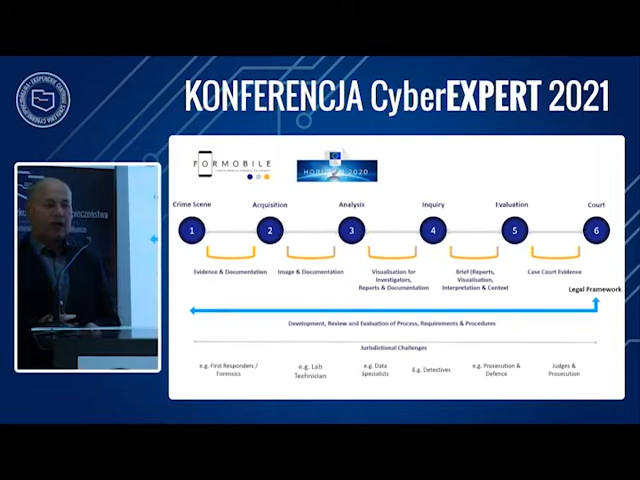 KONFERENCJA CyberEXPERT 2021
FORMOBILE
HORIZON 2020
Crime Scene
Acquisition
Analysis
Inquiry
Evaluation
Court
1
2
3
4
5
6
Evidence & Documentation
Image & Documentation
Visualisation for
Investigators,
Reports & Documentation
Brief (Reports,
Visualisation,
Interpretation & Context
Case Court Evidence
Legal Framework
Development, Review and Evaluation of Process, Requirements & Procedures
Jurisdictional Challenges
e.g. First Responders /
Forensics
e.g. Lab
Technician
e.g. Data
Specialists
E.g. Detectives
e.g. Prosecution &
Defence
Judges &
Prosecution